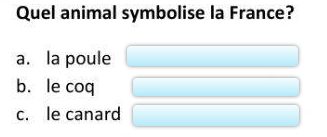 Quel animal symbolise la France?
a. la poule
b. le coq
c. le canard